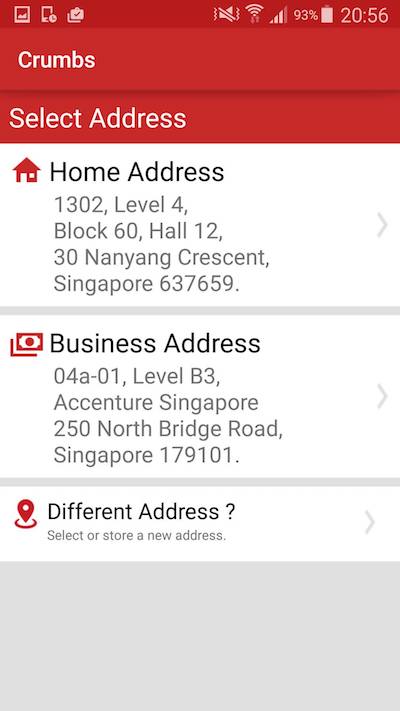 93% 20:56
Crumbs
Select Address
Home Address
1302, Level 4,
Block 60, Hall 12,
30 Nanyang Crescent,
Singapore 637659.
Business Address
04a-01, Level B3,
Accenture Singapore
250 North Bridge Road,
Singapore 179101.
Different Address ?
Select or store a new address.